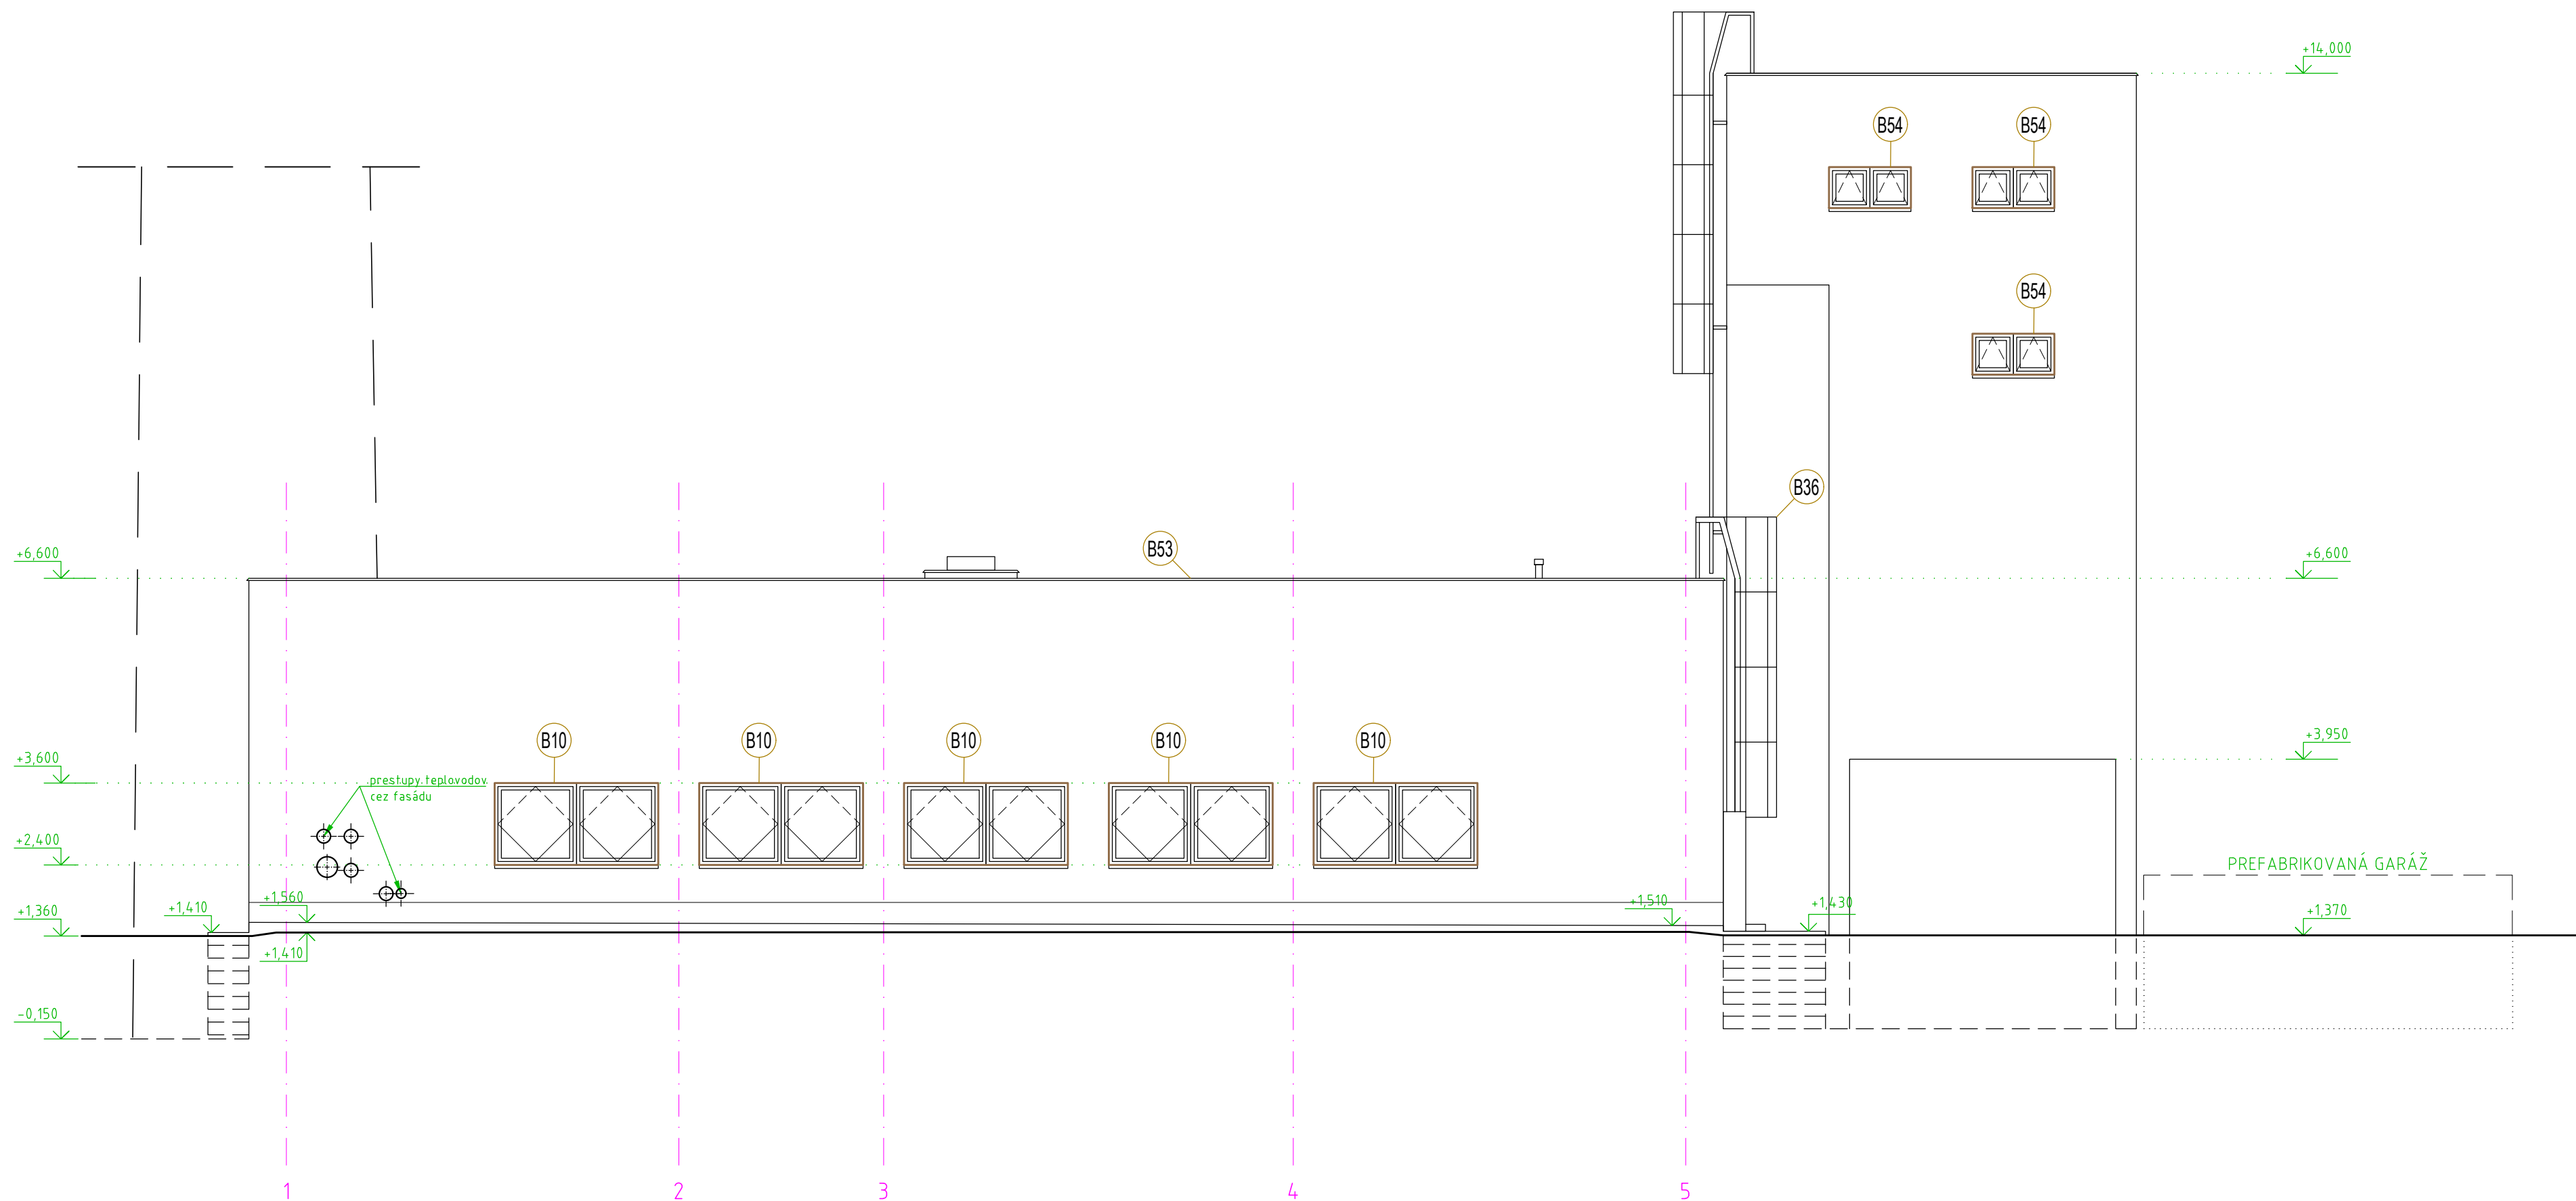 +14,000
B54
B54
B54
B36
B53
+6,600
+6,600
B10
B10
B10
B10
B10
+3,600
+3,950
prestupy teplovodov
cez fasádu
+2,400
PREFABRIKOVANÁ GARÁŽ
+1,360
+1,410
+1,560
+1,510
+1,430
+1,370
+1,410
-0,150
1
2
3
4
5